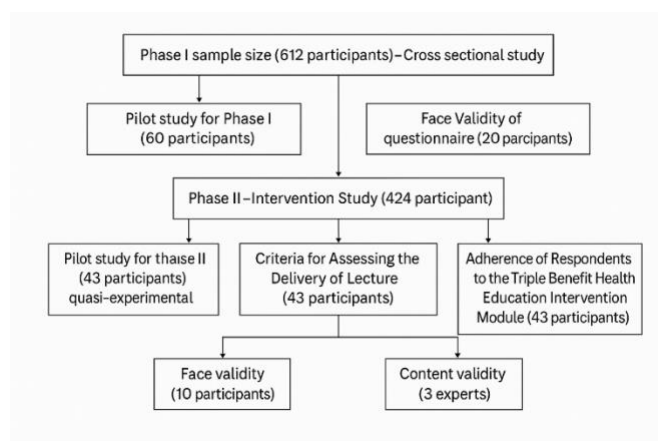 Phase I sample size (612 participants)–Cross sectional study
Pilot study for Phase I
(60 participants)
Face Validity of
questionnaire (20 parcipants)
Phase II–Intervention Study (424 participant)
Pilot study for thaise II
(43 participants)
quasi-experimental
Criteria for Assessing the
Delivery of Lecture
(43 participants)
Adherence of Respondents
to the Triple Benefit Health
Education Intervention
Module (43 participants)
Face validity
(10 participants)
Content validity
(3 experts)